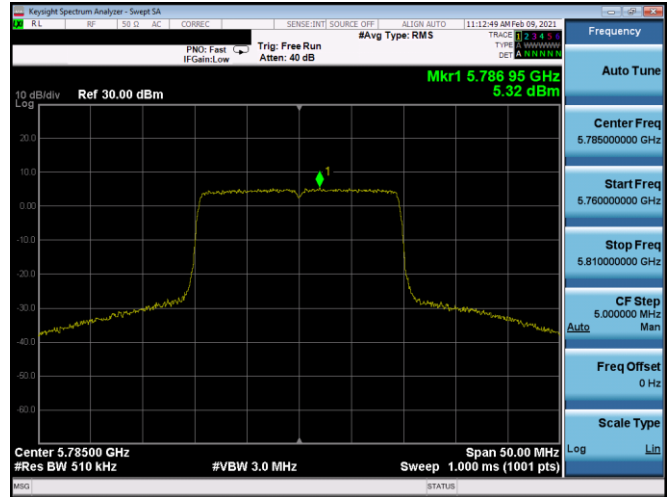 Keysight Spectrum Analyzer - Swept SA
LXI RL RF 50 Ω AC CORREC SENSE:INT SOURCE OFF ALIGN AUTO 11:12:49 AM Feb 09, 2021
#Avg Type: RMS TRACE 1 2 3 4 5 6
PNO: Fast Trig: Free Run TYPE A WWWWW
IFGain:Low Atten: 40 dB DET A N N N N N
Mkr1 5.786 95 GHz
5.32 dBm
10 dB/div Ref 30.00 dBm
Log
20.0
10.0
0.00
-10.0
-20.0
-30.0
-40.0
-50.0
-60.0
1
Center 5.78500 GHz Span 50.00 MHz
#Res BW 510 kHz #VBW 3.0 MHz Sweep 1.000 ms (1001 pts)
MSG STATUS
Frequency
Auto Tune
Center Freq
5.785000000 GHz
Start Freq
5.760000000 GHz
Stop Freq
5.810000000 GHz
CF Step
5.000000 MHz
Auto Man
Freq Offset
0 Hz
Scale Type
Log Lin